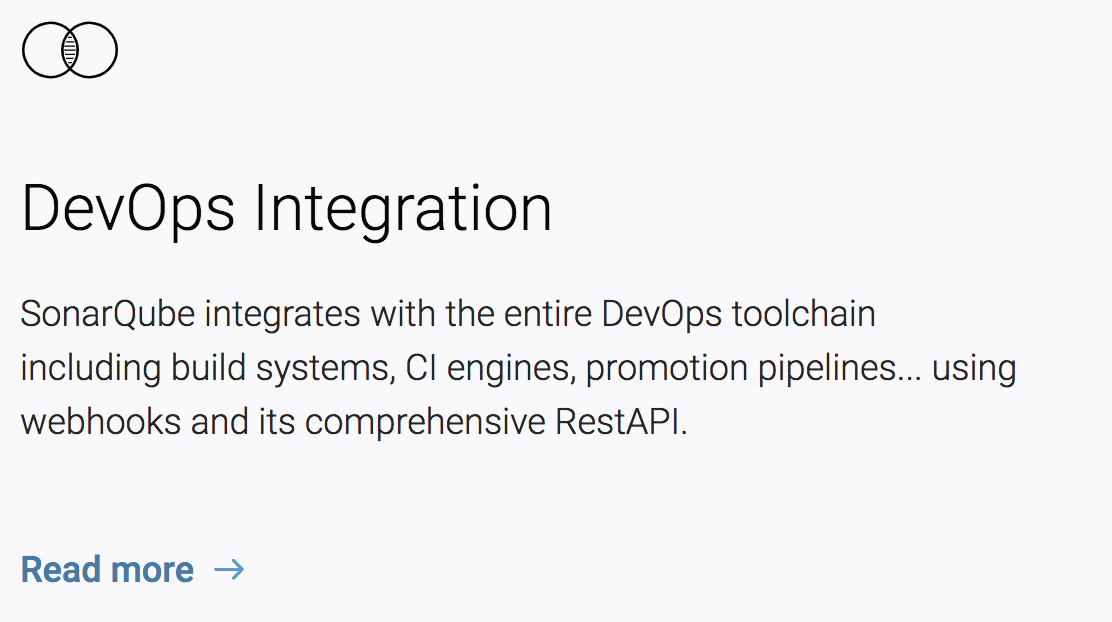 DevOps Integration
SonarQube integrates with the entire DevOps toolchain
including build systems, CI engines, promotion pipelines... using
webhooks and its comprehensive RestAPI.
Read more →